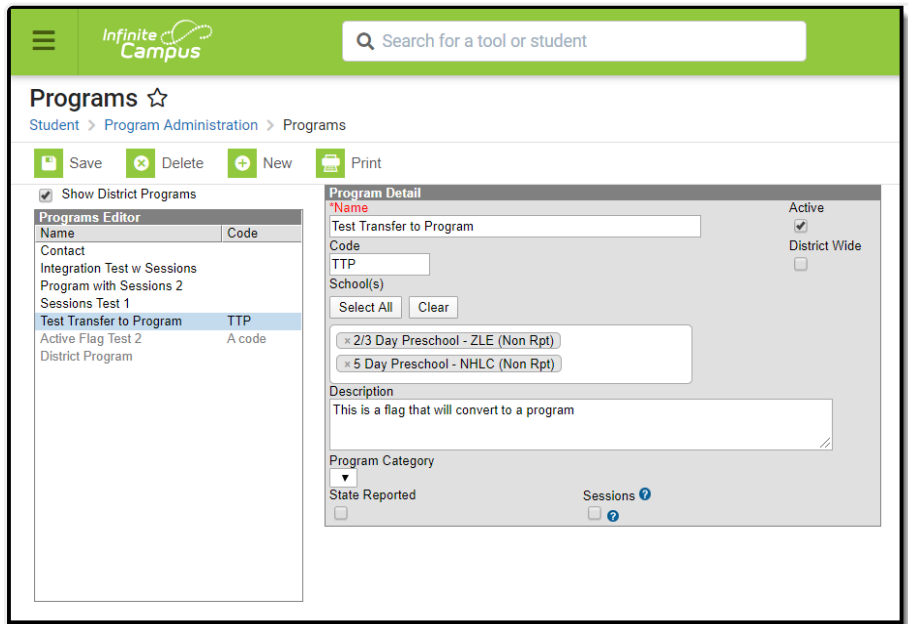 Infinite
Campus
Search for a tool or student
Programs
Student > Program Administration > Programs
Save Delete New Print
Show District Programs
Programs Editor
Name Code
Contact
Integration Test w Sessions
Program with Sessions 2
Sessions Test 1
Test Transfer to Program TTP
Active Flag Test 2 A code
District Program
Program Detail
*Name Active
Test Transfer to Program
Code District Wide
TTP
School(s)
Select All Clear
× 2/3 Day Preschool - ZLE (Non Rpt)
× 5 Day Preschool - NHLC (Non Rpt)
Description
This is a flag that will convert to a program
Program Category
State Reported Sessions ?
?